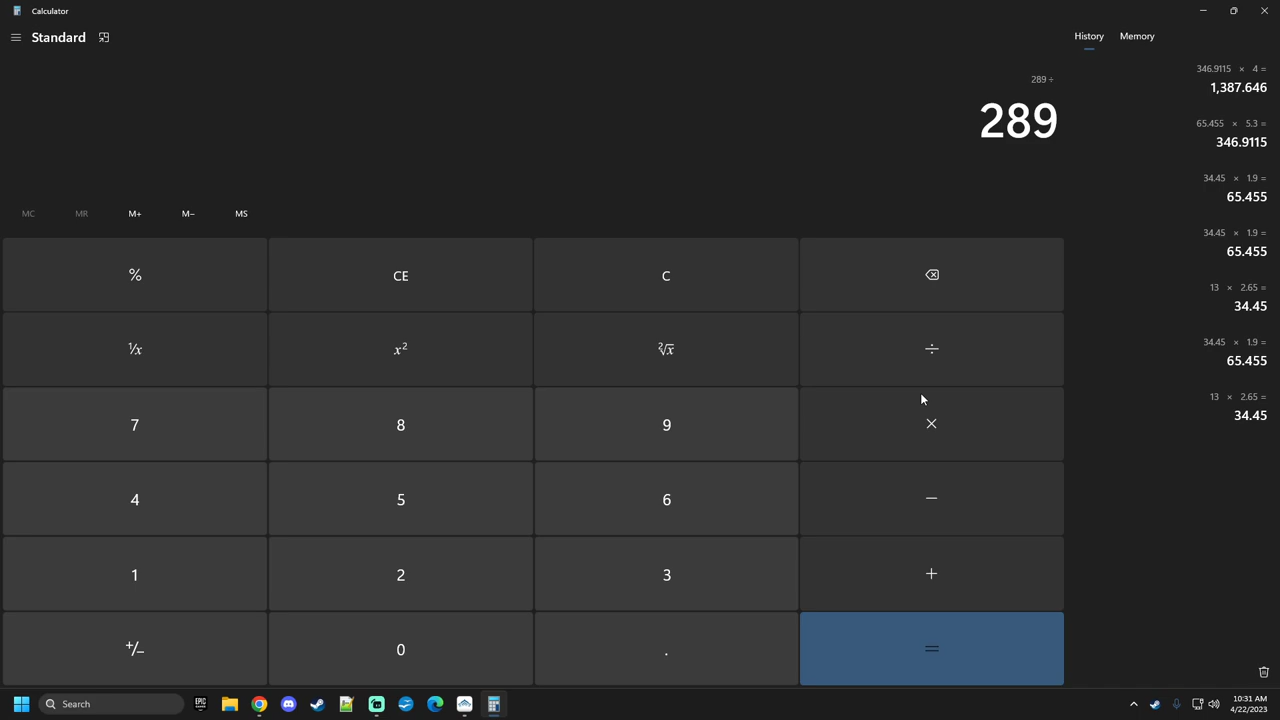 Calculator
Standard
History Memory
289 ÷
289
346.9115 × 4 =
1,387.646
65.455 × 5.3 =
346.9115
34.45 × 1.9 =
65.455
34.45 × 1.9 =
65.455
13 × 2.65 =
34.45
34.45 × 1.9 =
65.455
13 × 2.65 =
34.45
MC MR M+ M− MS
% CE C
⅟x x² ²√x ÷
7 8 9 ×
4 5 6 −
1 2 3 +
+/− 0 . =
Search
EPIC GAMES
10:31 AM
4/22/2023